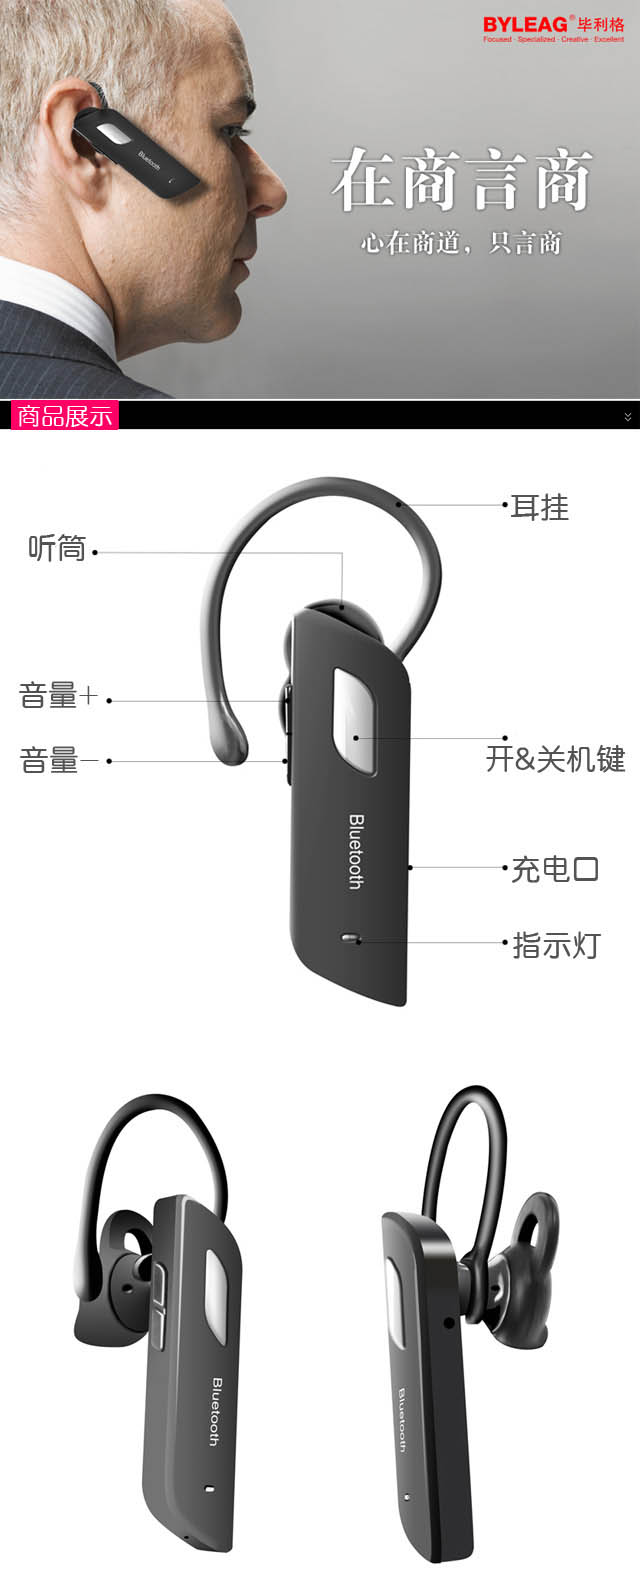 BYLEAG® 毕利格
Focused · Specialized · Creative · Excellent
Bluetooth
在商言商
心在商道，只言商
商品展示
耳挂
听筒
音量+
音量-
开&关机键
Bluetooth
充电口
指示灯
Bluetooth
Bluetooth